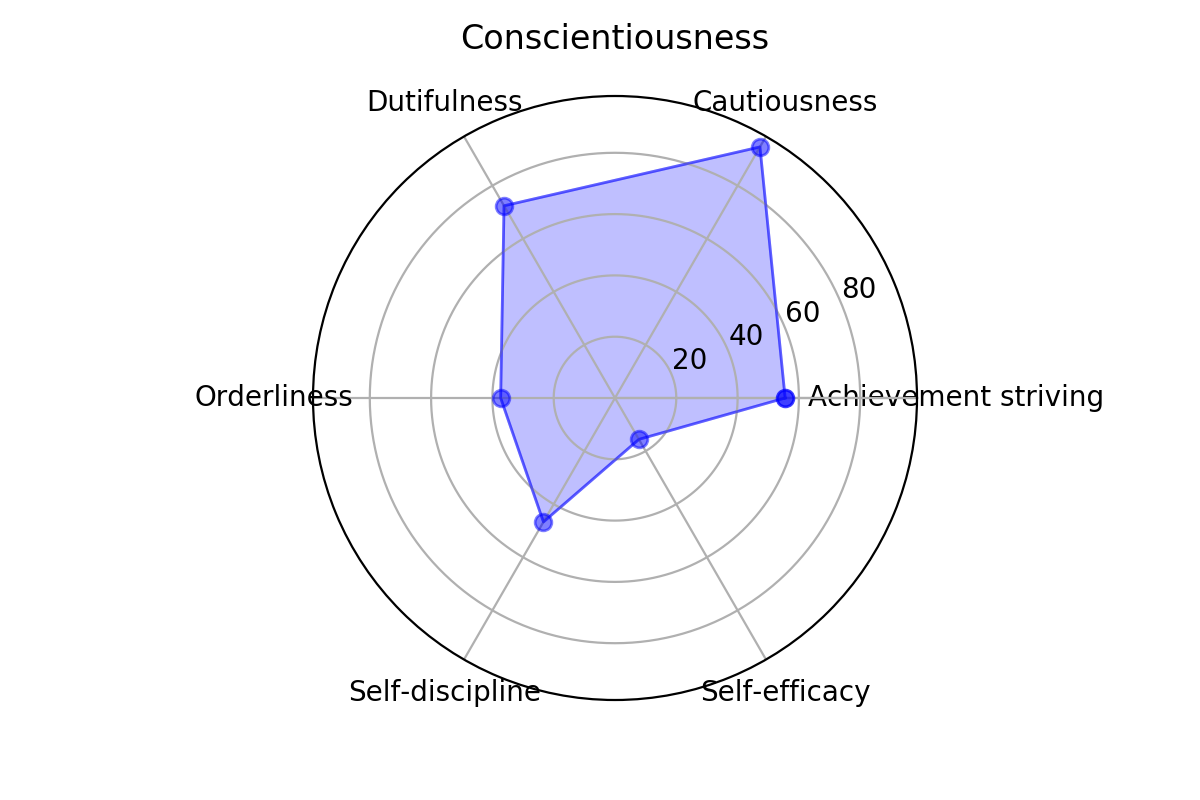 Conscientiousness
Dutifulness
Cautiousness
80
60
40
20
Orderliness
Achievement striving
Self-discipline
Self-efficacy